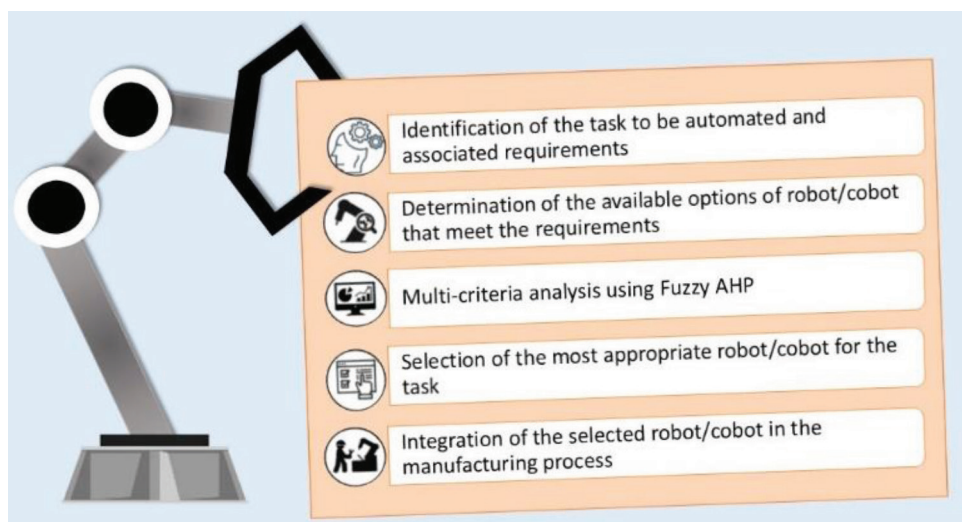 Identification of the task to be automated and
associated requirements
Determination of the available options of robot/cobot
that meet the requirements
Multi-criteria analysis using Fuzzy AHP
Selection of the most appropriate robot/cobot for the
task
Integration of the selected robot/cobot in the
manufacturing process